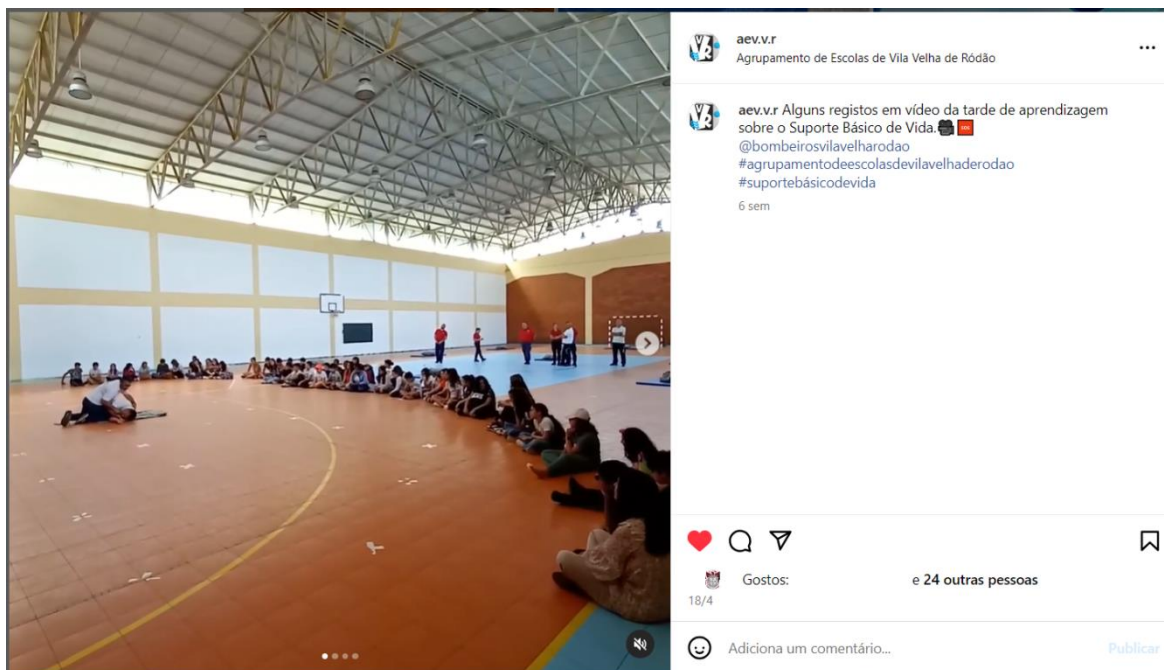 aev.v.r
Agrupamento de Escolas de Vila Velha de Ródão
aev.v.r Alguns registos em vídeo da tarde de aprendizagem
sobre o Suporte Básico de Vida.🎥🆘
@bombeirosvilavelharodao
#agrupamentodeescolasdevilavelhaderodao
#suportebásicodevida
6 sem
Gostos: e 24 outras pessoas
18/4
Adiciona um comentário... Publicar